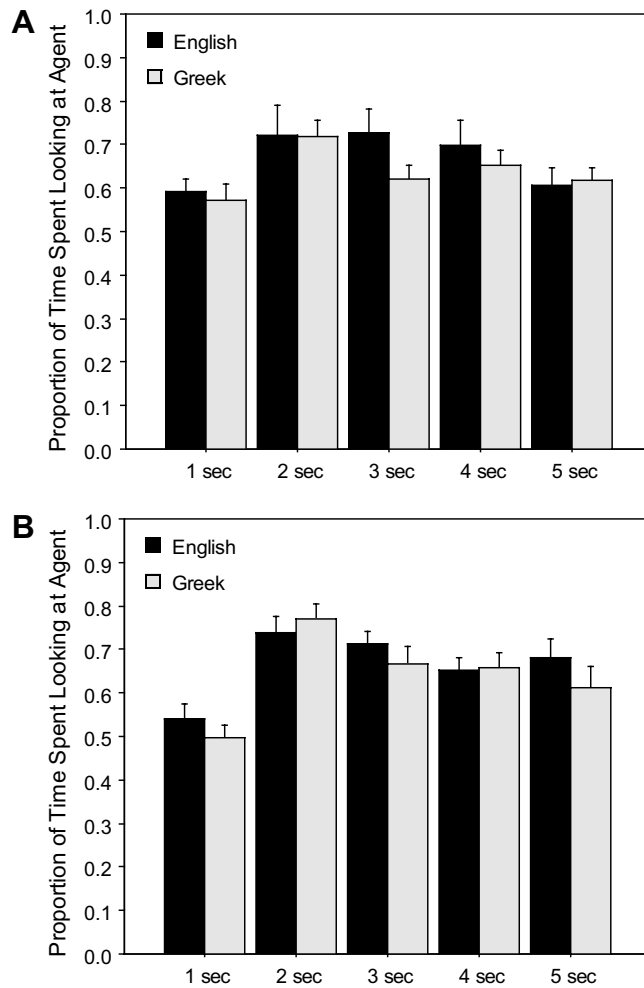 A
Proportion of Time Spent Looking at Agent
1.0
0.9
0.8
0.7
0.6
0.5
0.4
0.3
0.2
0.1
0.0
English
Greek
1 sec 2 sec 3 sec 4 sec 5 sec
B
Proportion of Time Spent Looking at Agent
1.0
0.9
0.8
0.7
0.6
0.5
0.4
0.3
0.2
0.1
0.0
English
Greek
1 sec 2 sec 3 sec 4 sec 5 sec